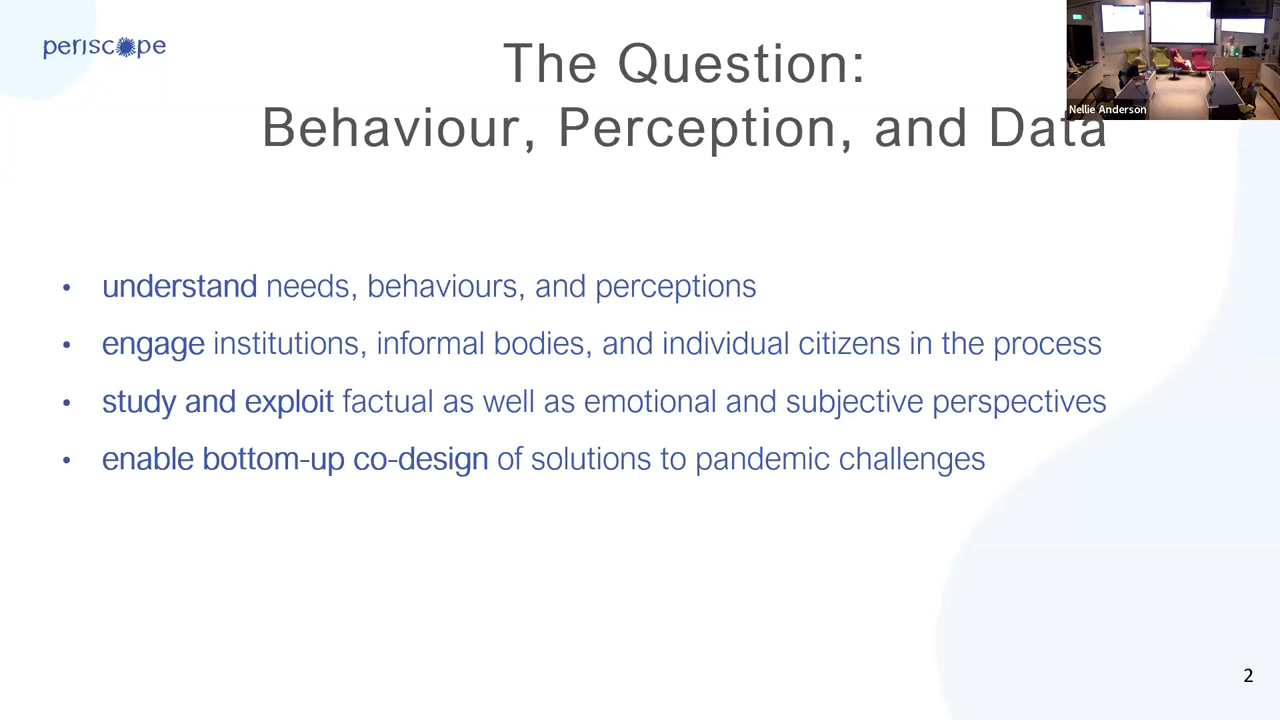 periscope
The Question:
Behaviour, Perception, and Data
Nellie Anderson
• understand needs, behaviours, and perceptions
• engage institutions, informal bodies, and individual citizens in the process
• study and exploit factual as well as emotional and subjective perspectives
• enable bottom-up co-design of solutions to pandemic challenges
2